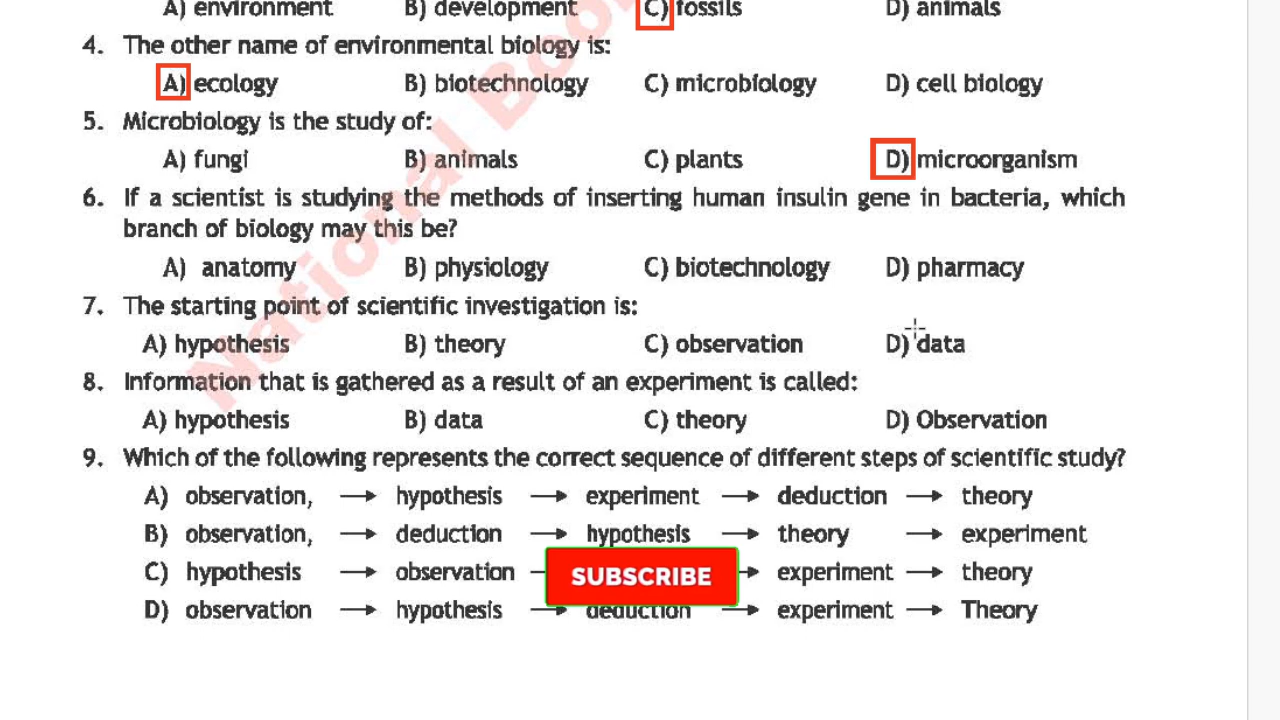 A) environment B) development C) fossils D) animals
4. The other name of environmental biology is:
A) ecology B) biotechnology C) microbiology D) cell biology
5. Microbiology is the study of:
A) fungi B) animals C) plants D) microorganism
6. If a scientist is studying the methods of inserting human insulin gene in bacteria, which
branch of biology may this be?
A) anatomy B) physiology C) biotechnology D) pharmacy
7. The starting point of scientific investigation is:
A) hypothesis B) theory C) observation D) data
8. Information that is gathered as a result of an experiment is called:
A) hypothesis B) data C) theory D) Observation
9. Which of the following represents the correct sequence of different steps of scientific study?
A) observation, → hypothesis → experiment → deduction → theory
B) observation, → deduction → hypothesis → theory → experiment
C) hypothesis → observation → experiment → theory
SUBSCRIBE
D) observation → hypothesis → deduction → experiment → Theory
National Boo